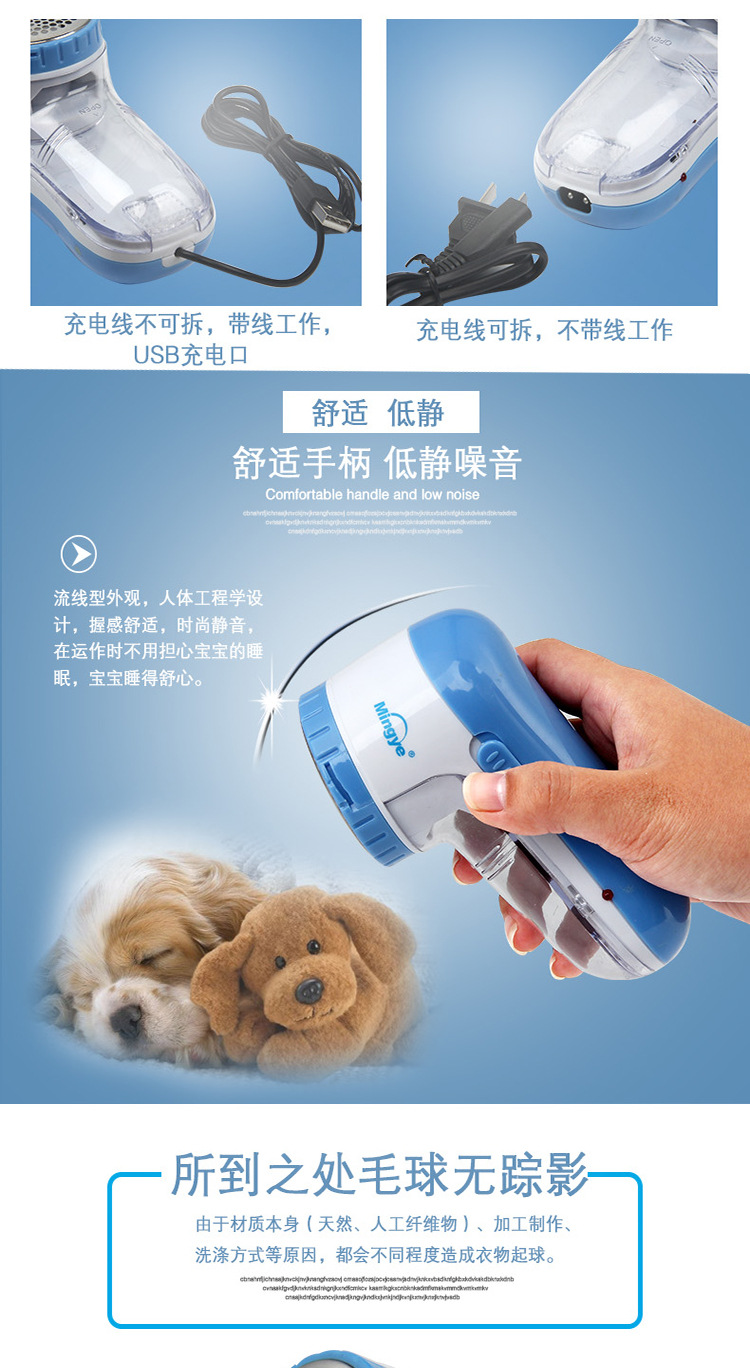 OPEN
OPEN
充电线不可拆，带线工作，
USB充电口
充电线可拆，不带线工作
舒适 低静
舒适手柄 低静噪音
Comfortable handle and low noise
流线型外观，人体工程学设
计，握感舒适，时尚静音，
在运作时不用担心宝宝的睡
眠，宝宝睡得舒心。
Mingye®
所到之处毛球无踪影
由于材质本身（天然、人工纤维物）、加工制作、
洗涤方式等原因，都会不同程度造成衣物起球。